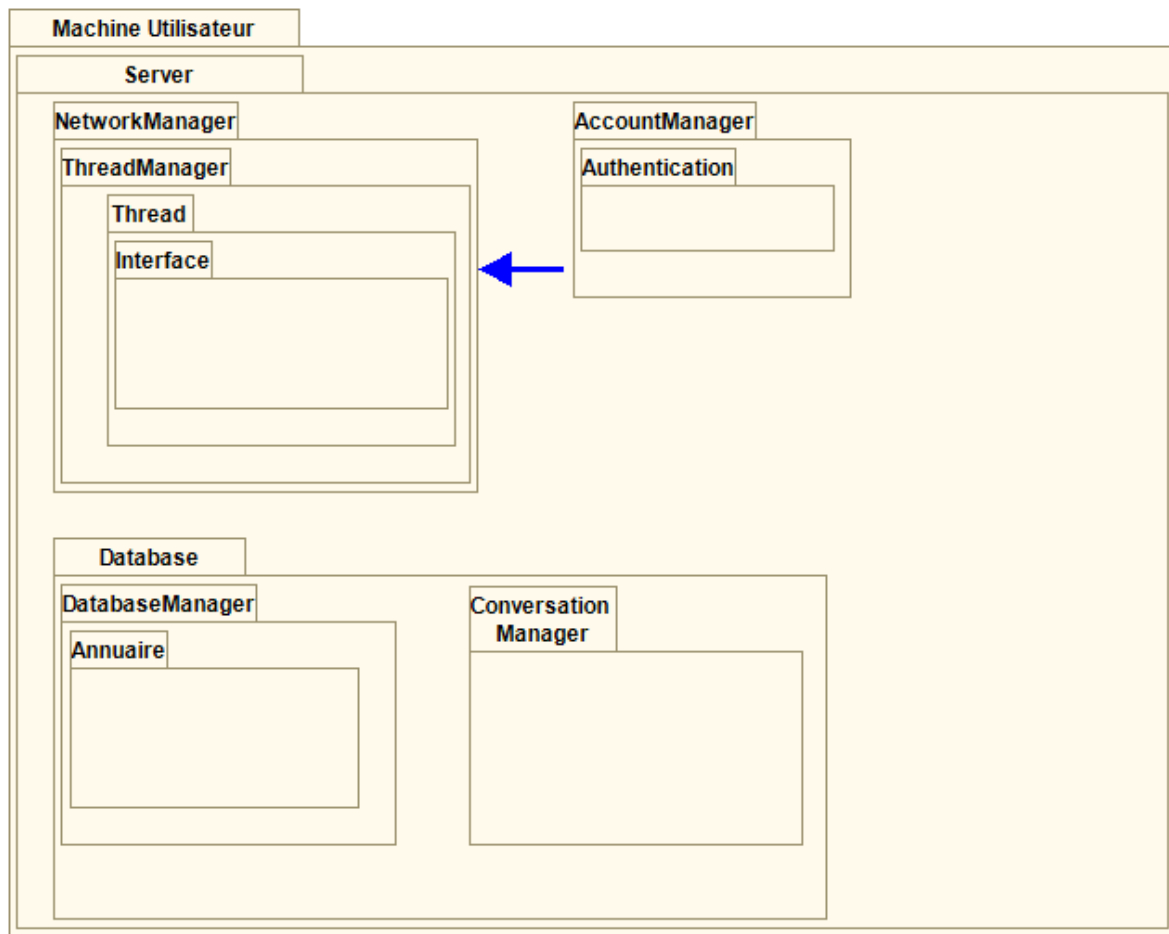 Machine Utilisateur
Server
NetworkManager
AccountManager
ThreadManager
Authentication
Thread
Interface
Database
DatabaseManager
Conversation
Manager
Annuaire